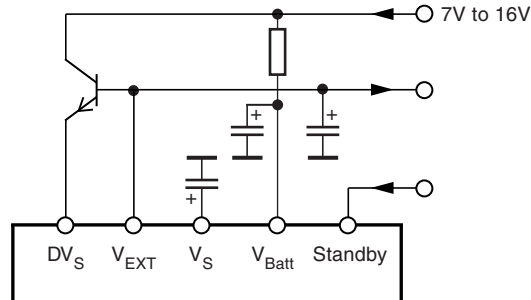 7V to 16V
+ +
+
DVS VEXT VS VBatt Standby